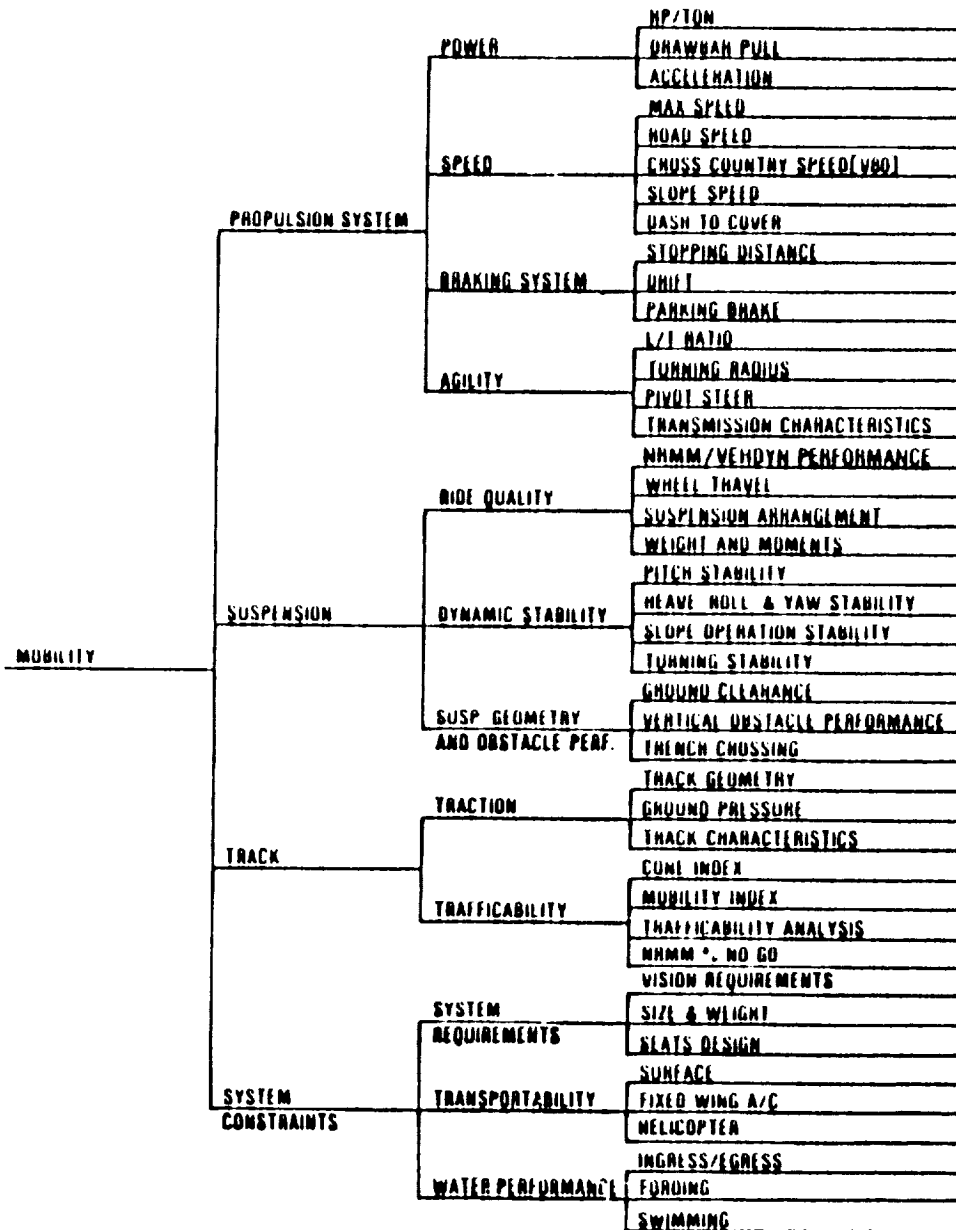 HP/TON
POWER
DRAWBAR PULL
ACCELERATION
MAX SPEED
ROAD SPEED
SPEED
CROSS COUNTRY SPEED[V80]
SLOPE SPEED
DASH TO COVER
PROPULSION SYSTEM
STOPPING DISTANCE
BRAKING SYSTEM
DRIFT
PARKING BRAKE
L/T RATIO
TURNING RADIUS
AGILITY
PIVOT STEER
TRANSMISSION CHARACTERISTICS
NRMM/VEHDYN PERFORMANCE
WHEEL TRAVEL
RIDE QUALITY
SUSPENSION ARRANGEMENT
WEIGHT AND MOMENTS
PITCH STABILITY
HEAVE ROLL & YAW STABILITY
SUSPENSION
DYNAMIC STABILITY
SLOPE OPERATION STABILITY
TURNING STABILITY
MOBILITY
GROUND CLEARANCE
SUSP GEOMETRY
AND OBSTACLE PERF.
VERTICAL OBSTACLE PERFORMANCE
TRENCH CROSSING
TRACK GEOMETRY
TRACTION
GROUND PRESSURE
TRACK CHARACTERISTICS
TRACK
CONE INDEX
MOBILITY INDEX
TRAFFICABILITY
TRAFFICABILITY ANALYSIS
NRMM NO GO
VISION REQUIREMENTS
SYSTEM
REQUIREMENTS
SIZE & WEIGHT
SEATS DESIGN
SURFACE
SYSTEM
CONSTRAINTS
TRANSPORTABILITY
FIXED WING A/C
HELICOPTER
INGRESS/EGRESS
WATER PERFORMANCE
FORDING
SWIMMING